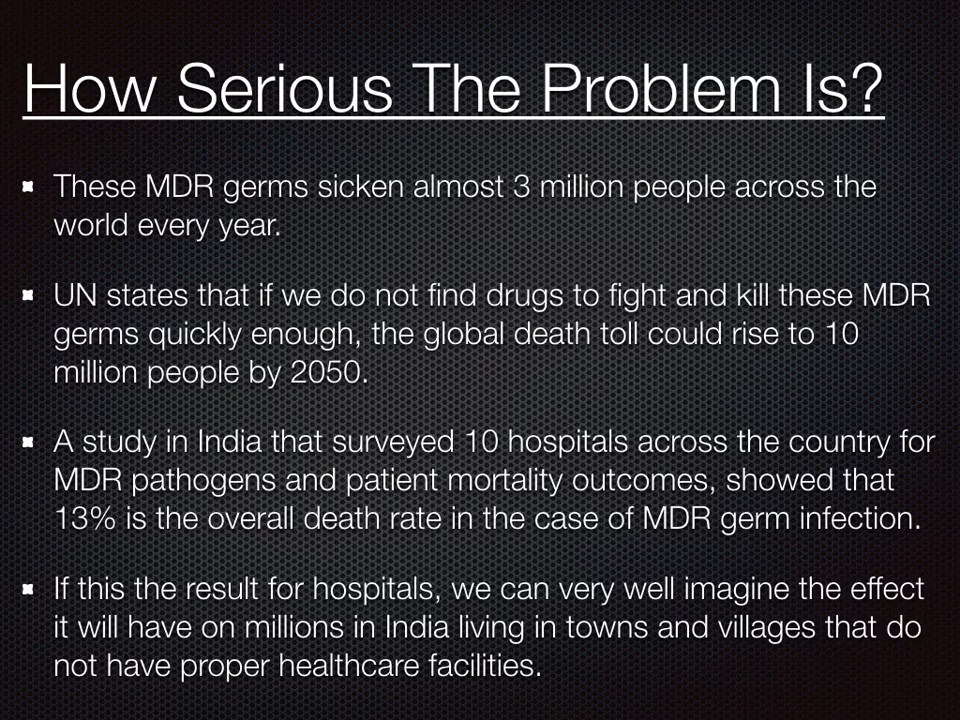 How Serious The Problem Is?
These MDR germs sicken almost 3 million people across the
world every year.
UN states that if we do not find drugs to fight and kill these MDR
germs quickly enough, the global death toll could rise to 10
million people by 2050.
A study in India that surveyed 10 hospitals across the country for
MDR pathogens and patient mortality outcomes, showed that
13% is the overall death rate in the case of MDR germ infection.
If this the result for hospitals, we can very well imagine the effect
it will have on millions in India living in towns and villages that do
not have proper healthcare facilities.